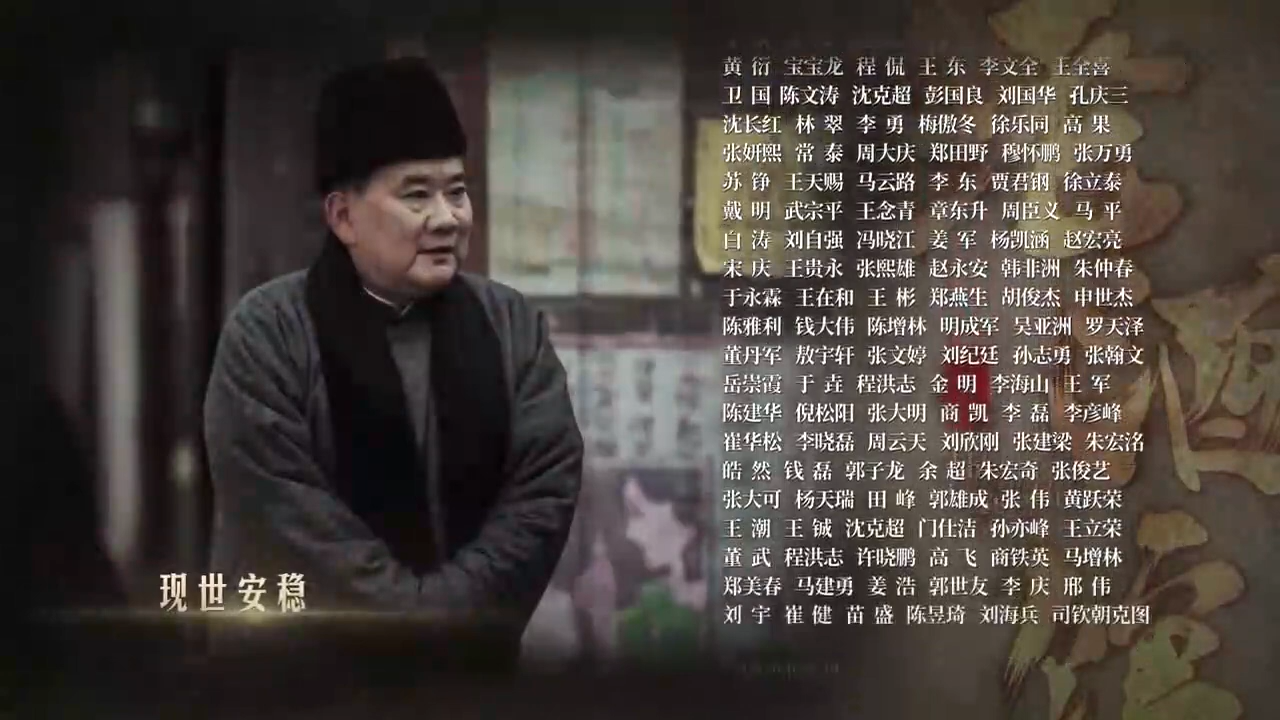 现世安稳
黄 衍 宝宝龙 程 侃 王 东 李文全 王全喜
卫 国 陈文涛 沈克超 彭国良 刘国华 孔庆三
沈长红 林 翠 李 勇 梅傲冬 徐乐同 高 果
张妍熙 常 泰 周大庆 郑田野 穆怀鹏 张万勇
苏 铮 王天赐 马云路 李 东 贾君钢 徐立泰
戴 明 武宗平 王念青 章东升 周臣义 马 平
白 涛 刘自强 冯晓江 姜 军 杨凯涵 赵宏亮
宋 庆 王贵永 张熙雄 赵永安 韩非洲 朱仲春
于永霖 王在和 王 彬 郑燕生 胡俊杰 申世杰
陈雅利 钱大伟 陈增林 明成军 吴亚洲 罗天泽
董丹军 敖宇轩 张文婷 刘纪廷 孙志勇 张翰文
岳崇霞 于 垚 程洪志 金 明 李海山 王 军
陈建华 倪松阳 张大明 商 凯 李 磊 李彦峰
崔华松 李晓磊 周云天 刘欣刚 张建梁 朱宏洺
皓 然 钱 磊 郭子龙 余 超 朱宏奇 张俊艺
张大可 杨天瑞 田 峰 郭雄成 张 伟 黄跃荣
王 潮 王 铖 沈克超 门仕洁 孙亦峰 王立荣
董 武 程洪志 许晓鹏 高 飞 商铁英 马增林
郑美春 马建勇 姜 浩 郭世友 李 庆 邢 伟
刘 宇 崔 健 苗 盛 陈昱琦 刘海兵 司钦朝克图